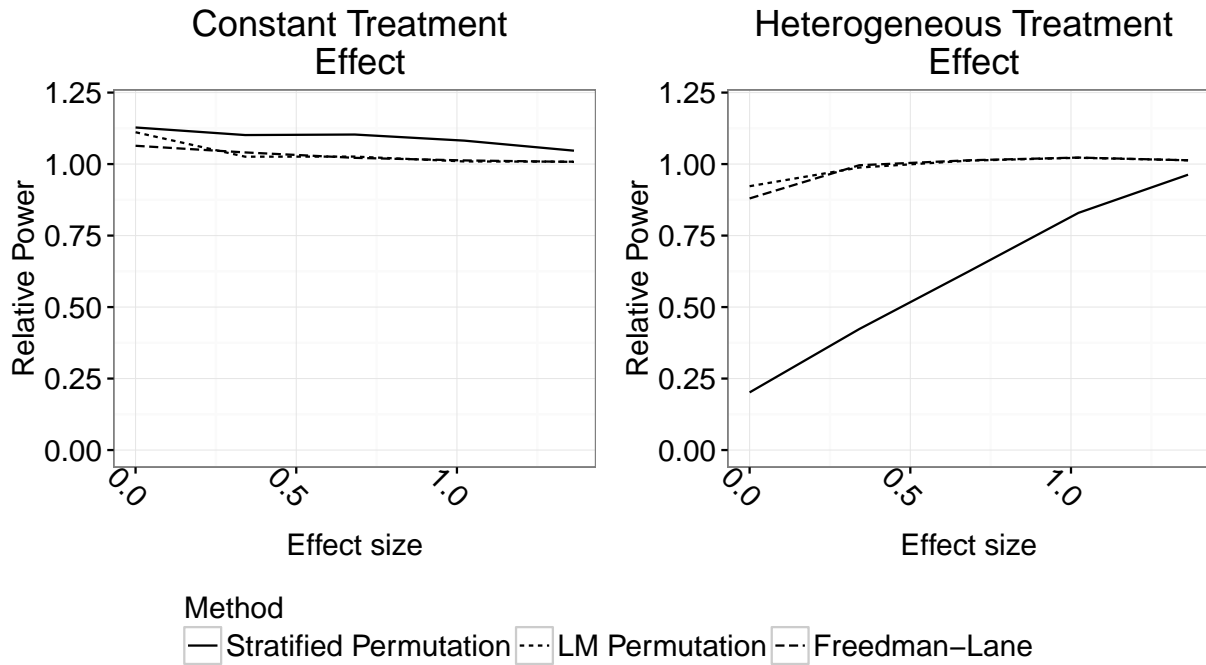 Constant Treatment
Effect
Relative Power
1.25
1.00
0.75
0.50
0.25
0.00
0.0
0.5
1.0
Effect size
Heterogeneous Treatment
Effect
Relative Power
1.25
1.00
0.75
0.50
0.25
0.00
0.0
0.5
1.0
Effect size
Method
Stratified Permutation LM Permutation Freedman−Lane